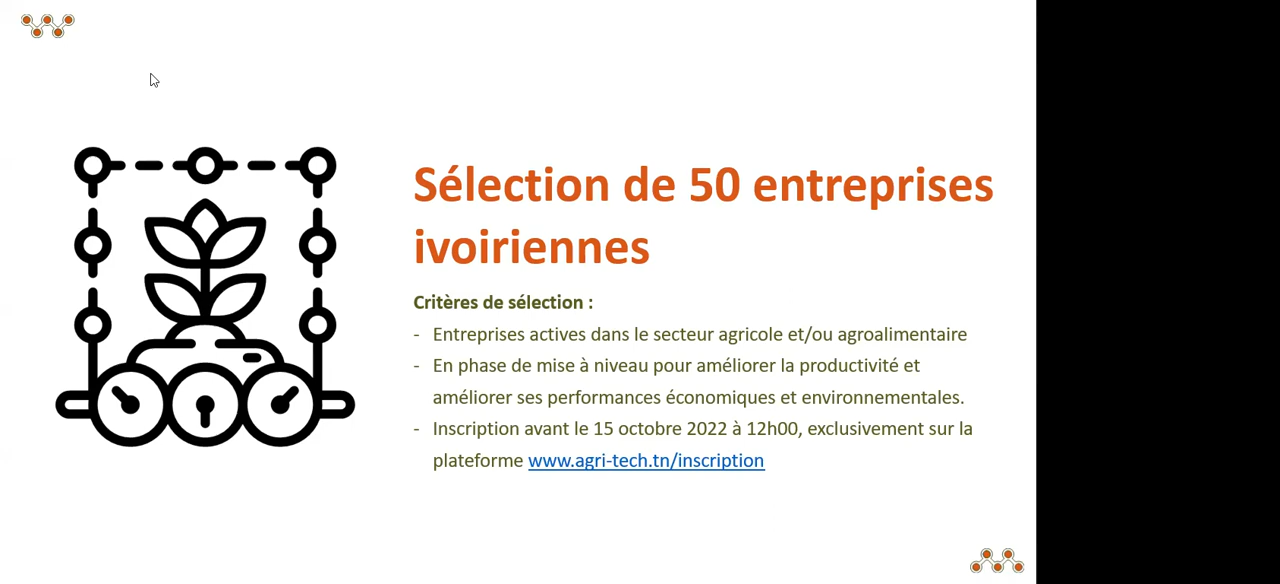 Sélection de 50 entreprises
ivoiriennes
Critères de sélection :
- Entreprises actives dans le secteur agricole et/ou agroalimentaire
- En phase de mise à niveau pour améliorer la productivité et
améliorer ses performances économiques et environnementales.
- Inscription avant le 15 octobre 2022 à 12h00, exclusivement sur la
plateforme www.agri-tech.tn/inscription